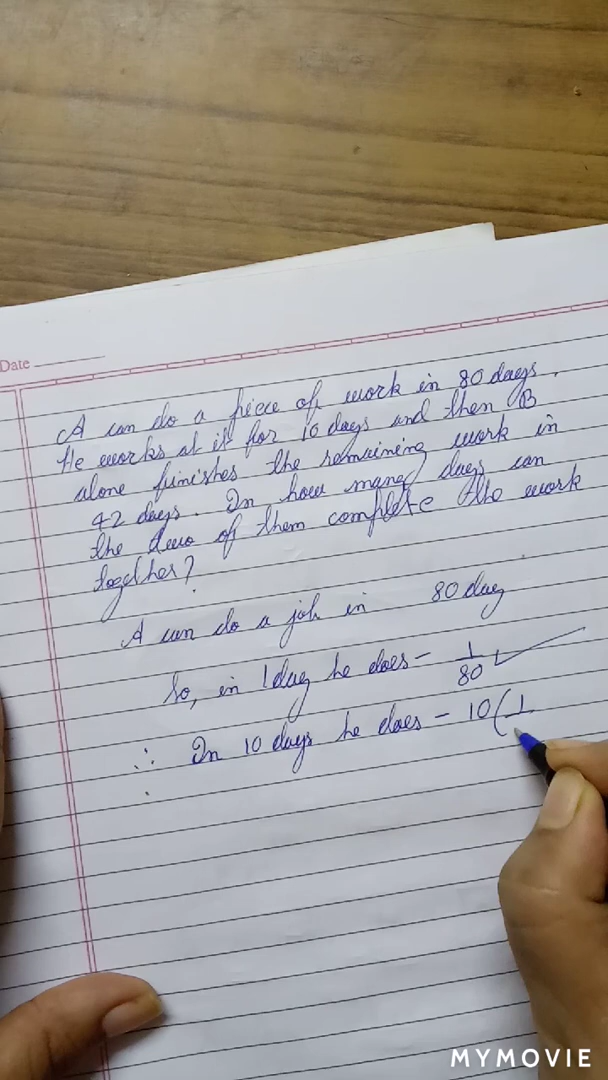 Date
A can do a piece of work in 80 days.
He works at it for 10 days and then B
alone finishes the remaining work in
42 days. In how many days can
the two of them complete the work
together?
A can do a job in 80 day
So, in 1 day he does - 1/80 ✓
∴ In 10 days he does - 10(1
MYMOVIE